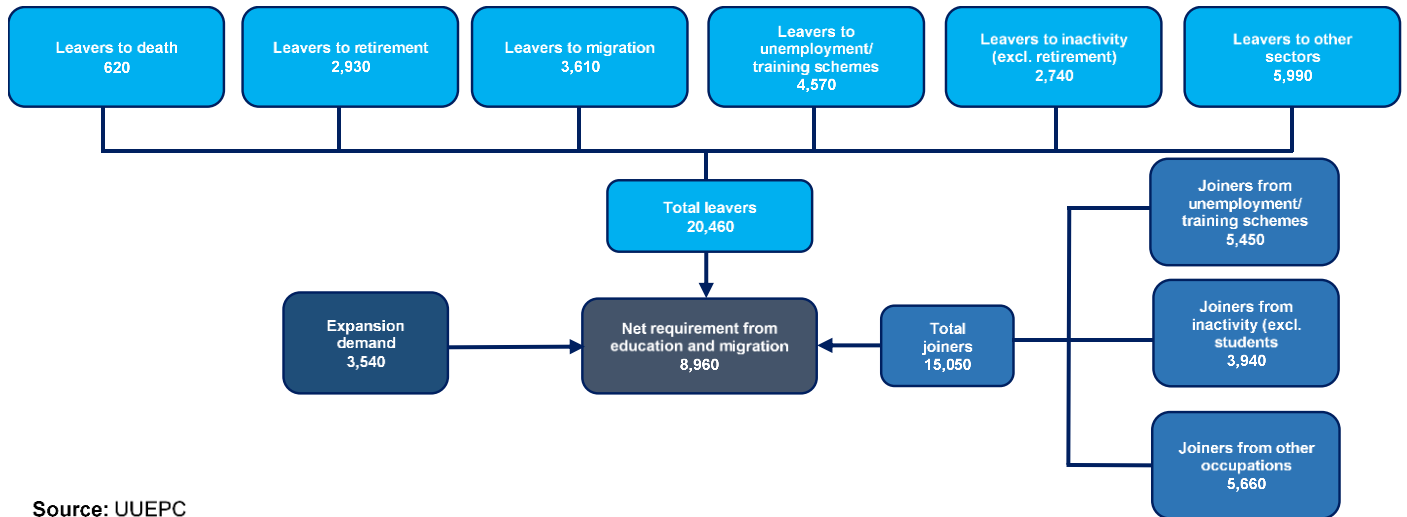 Leavers to death
620
Leavers to retirement
2,930
Leavers to migration
3,610
Leavers to
unemployment/
training schemes
4,570
Leavers to inactivity
(excl. retirement)
2,740
Leavers to other
sectors
5,990
Total leavers
20,460
Joiners from
unemployment/
training schemes
5,450
Expansion
demand
3,540
Net requirement from
education and migration
8,960
Total
joiners
15,050
Joiners from
inactivity (excl.
students
3,940
Joiners from other
occupations
5,660
Source: UUEPC